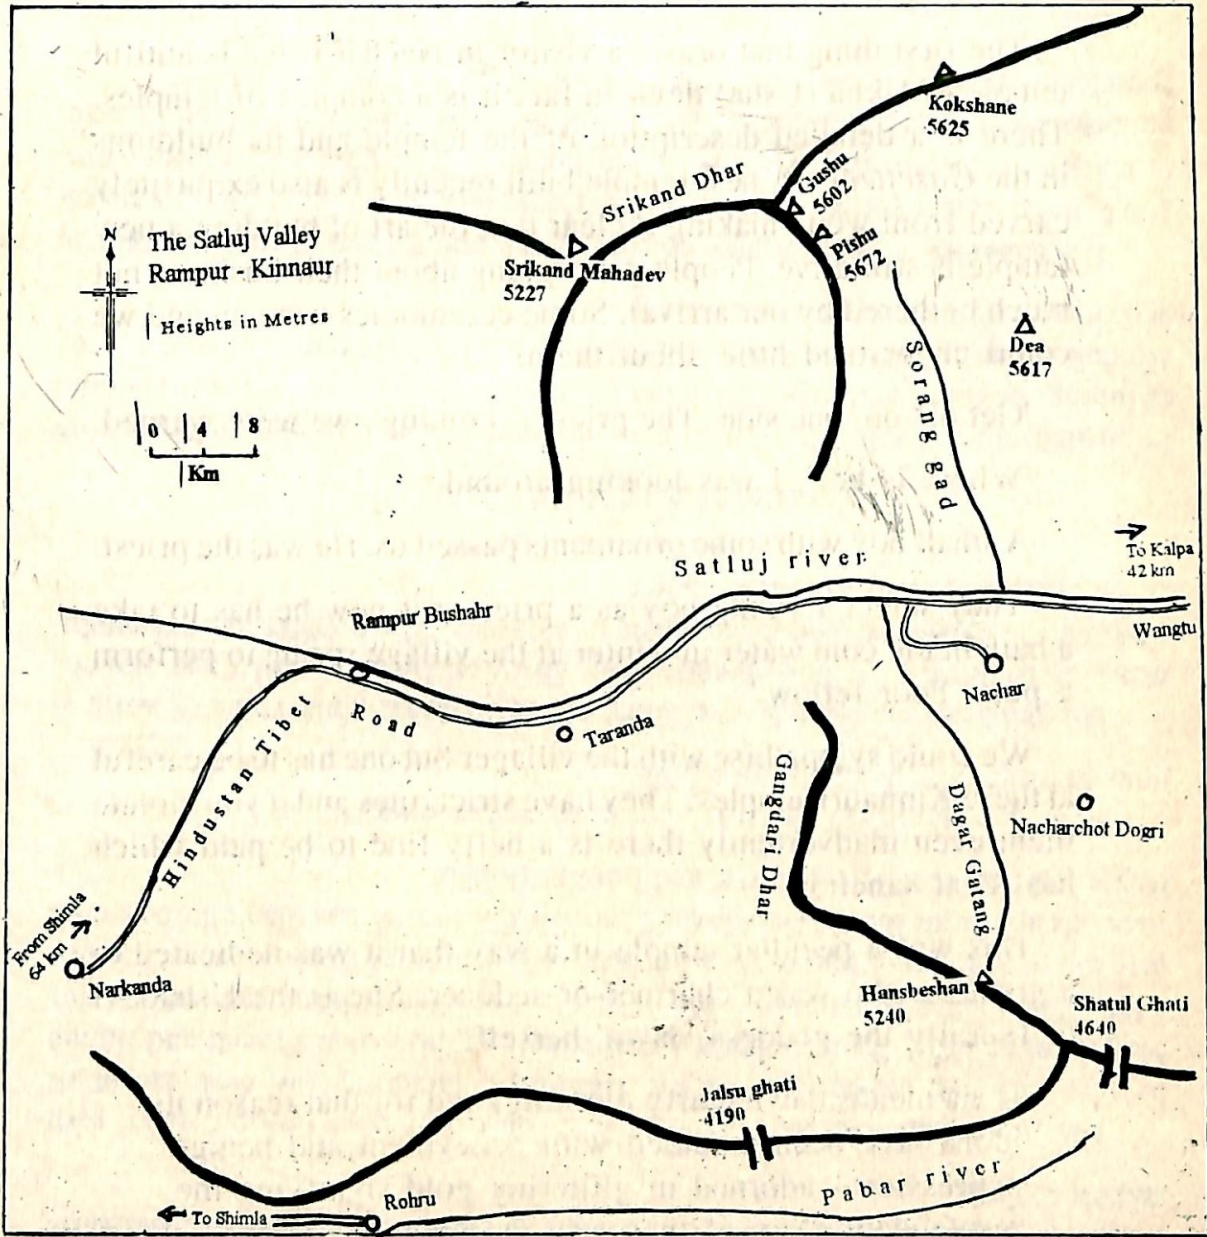 Kokshane
5625
Gushu
5602
Srikand Dhar
Pishu
5672
N
The Satluj Valley
Rampur - Kinnaur
Heights in Metres
Srikand Mahadev
5227
Dea
5617
Sorang gad
0 4 8
Km
To Kalpa
42 km
Satluj river
Wangtu
Rampur Bushahr
Nachar
Hindustan Tibet Road
Taranda
Gangdari Dhar
Dagar Gatang
Nacharchot Dogri
From Shimla
64 km
Narkanda
Hansbeshan
5240
Shatul Ghati
4640
Jalsu ghati
4190
Pabar river
Rohru
To Shimla